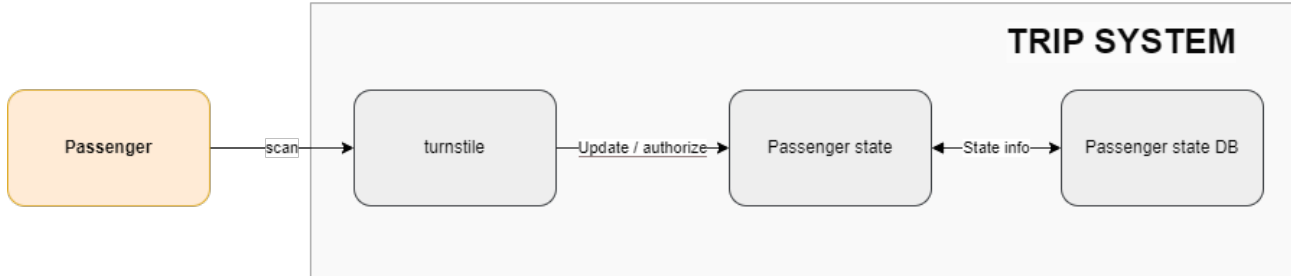 TRIP SYSTEM
Passenger
scan
turnstile
Update / authorize
Passenger state
State info
Passenger state DB